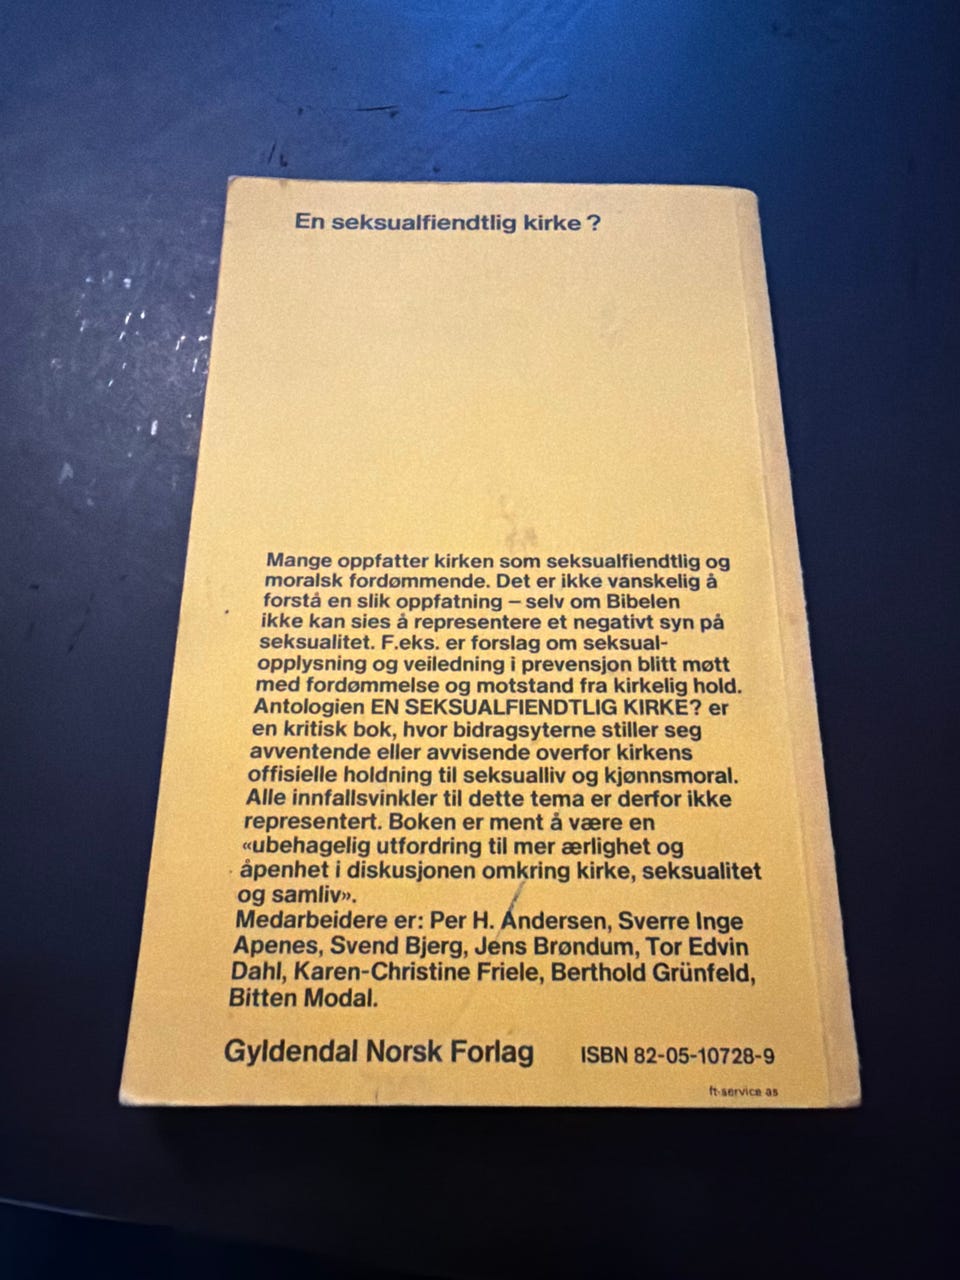 En seksualfiendtlig kirke ?
Mange oppfatter kirken som seksualfiendtlig og
moralsk fordømmende. Det er ikke vanskelig å
forstå en slik oppfatning – selv om Bibelen
ikke kan sies å representere et negativt syn på
seksualitet. F.eks. er forslag om seksual-
opplysning og veiledning i prevensjon blitt møtt
med fordømmelse og motstand fra kirkelig hold.
Antologien EN SEKSUALFIENDTLIG KIRKE? er
en kritisk bok, hvor bidragsyterne stiller seg
avventende eller avvisende overfor kirkens
offisielle holdning til seksualliv og kjønnsmoral.
Alle innfallsvinkler til dette tema er derfor ikke
representert. Boken er ment å være en
«ubehagelig utfordring til mer ærlighet og
åpenhet i diskusjonen omkring kirke, seksualitet
og samliv».
Medarbeidere er: Per H. Andersen, Sverre Inge
Apenes, Svend Bjerg, Jens Brøndum, Tor Edvin
Dahl, Karen-Christine Friele, Berthold Grünfeld,
Bitten Modal.
Gyldendal Norsk Forlag ISBN 82-05-10728-9
ft-service as